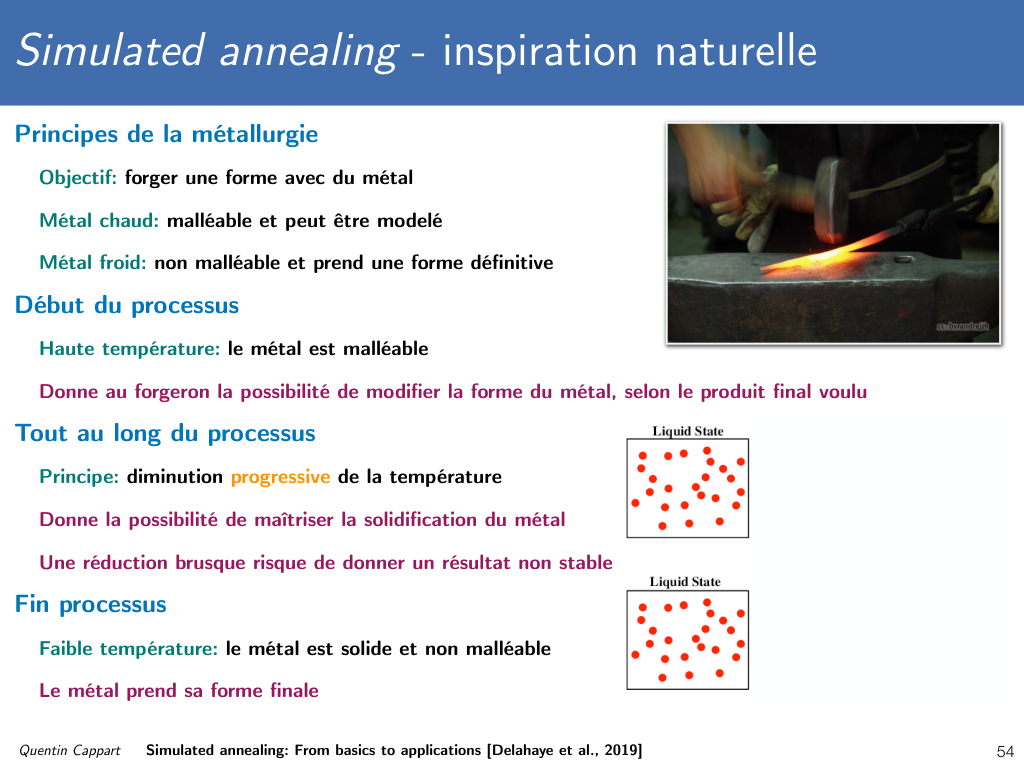 Simulated annealing - inspiration naturelle
Principes de la métallurgie
Objectif: forger une forme avec du métal
Métal chaud: malléable et peut être modelé
Métal froid: non malléable et prend une forme définitive
Début du processus
Haute température: le métal est malléable
Donne au forgeron la possibilité de modifier la forme du métal, selon le produit final voulu
Tout au long du processus
Liquid State
Principe: diminution progressive de la température
Donne la possibilité de maîtriser la solidification du métal
Une réduction brusque risque de donner un résultat non stable
Liquid State
Fin processus
Faible température: le métal est solide et non malléable
Le métal prend sa forme finale
Quentin Cappart Simulated annealing: From basics to applications [Delahaye et al., 2019] 54